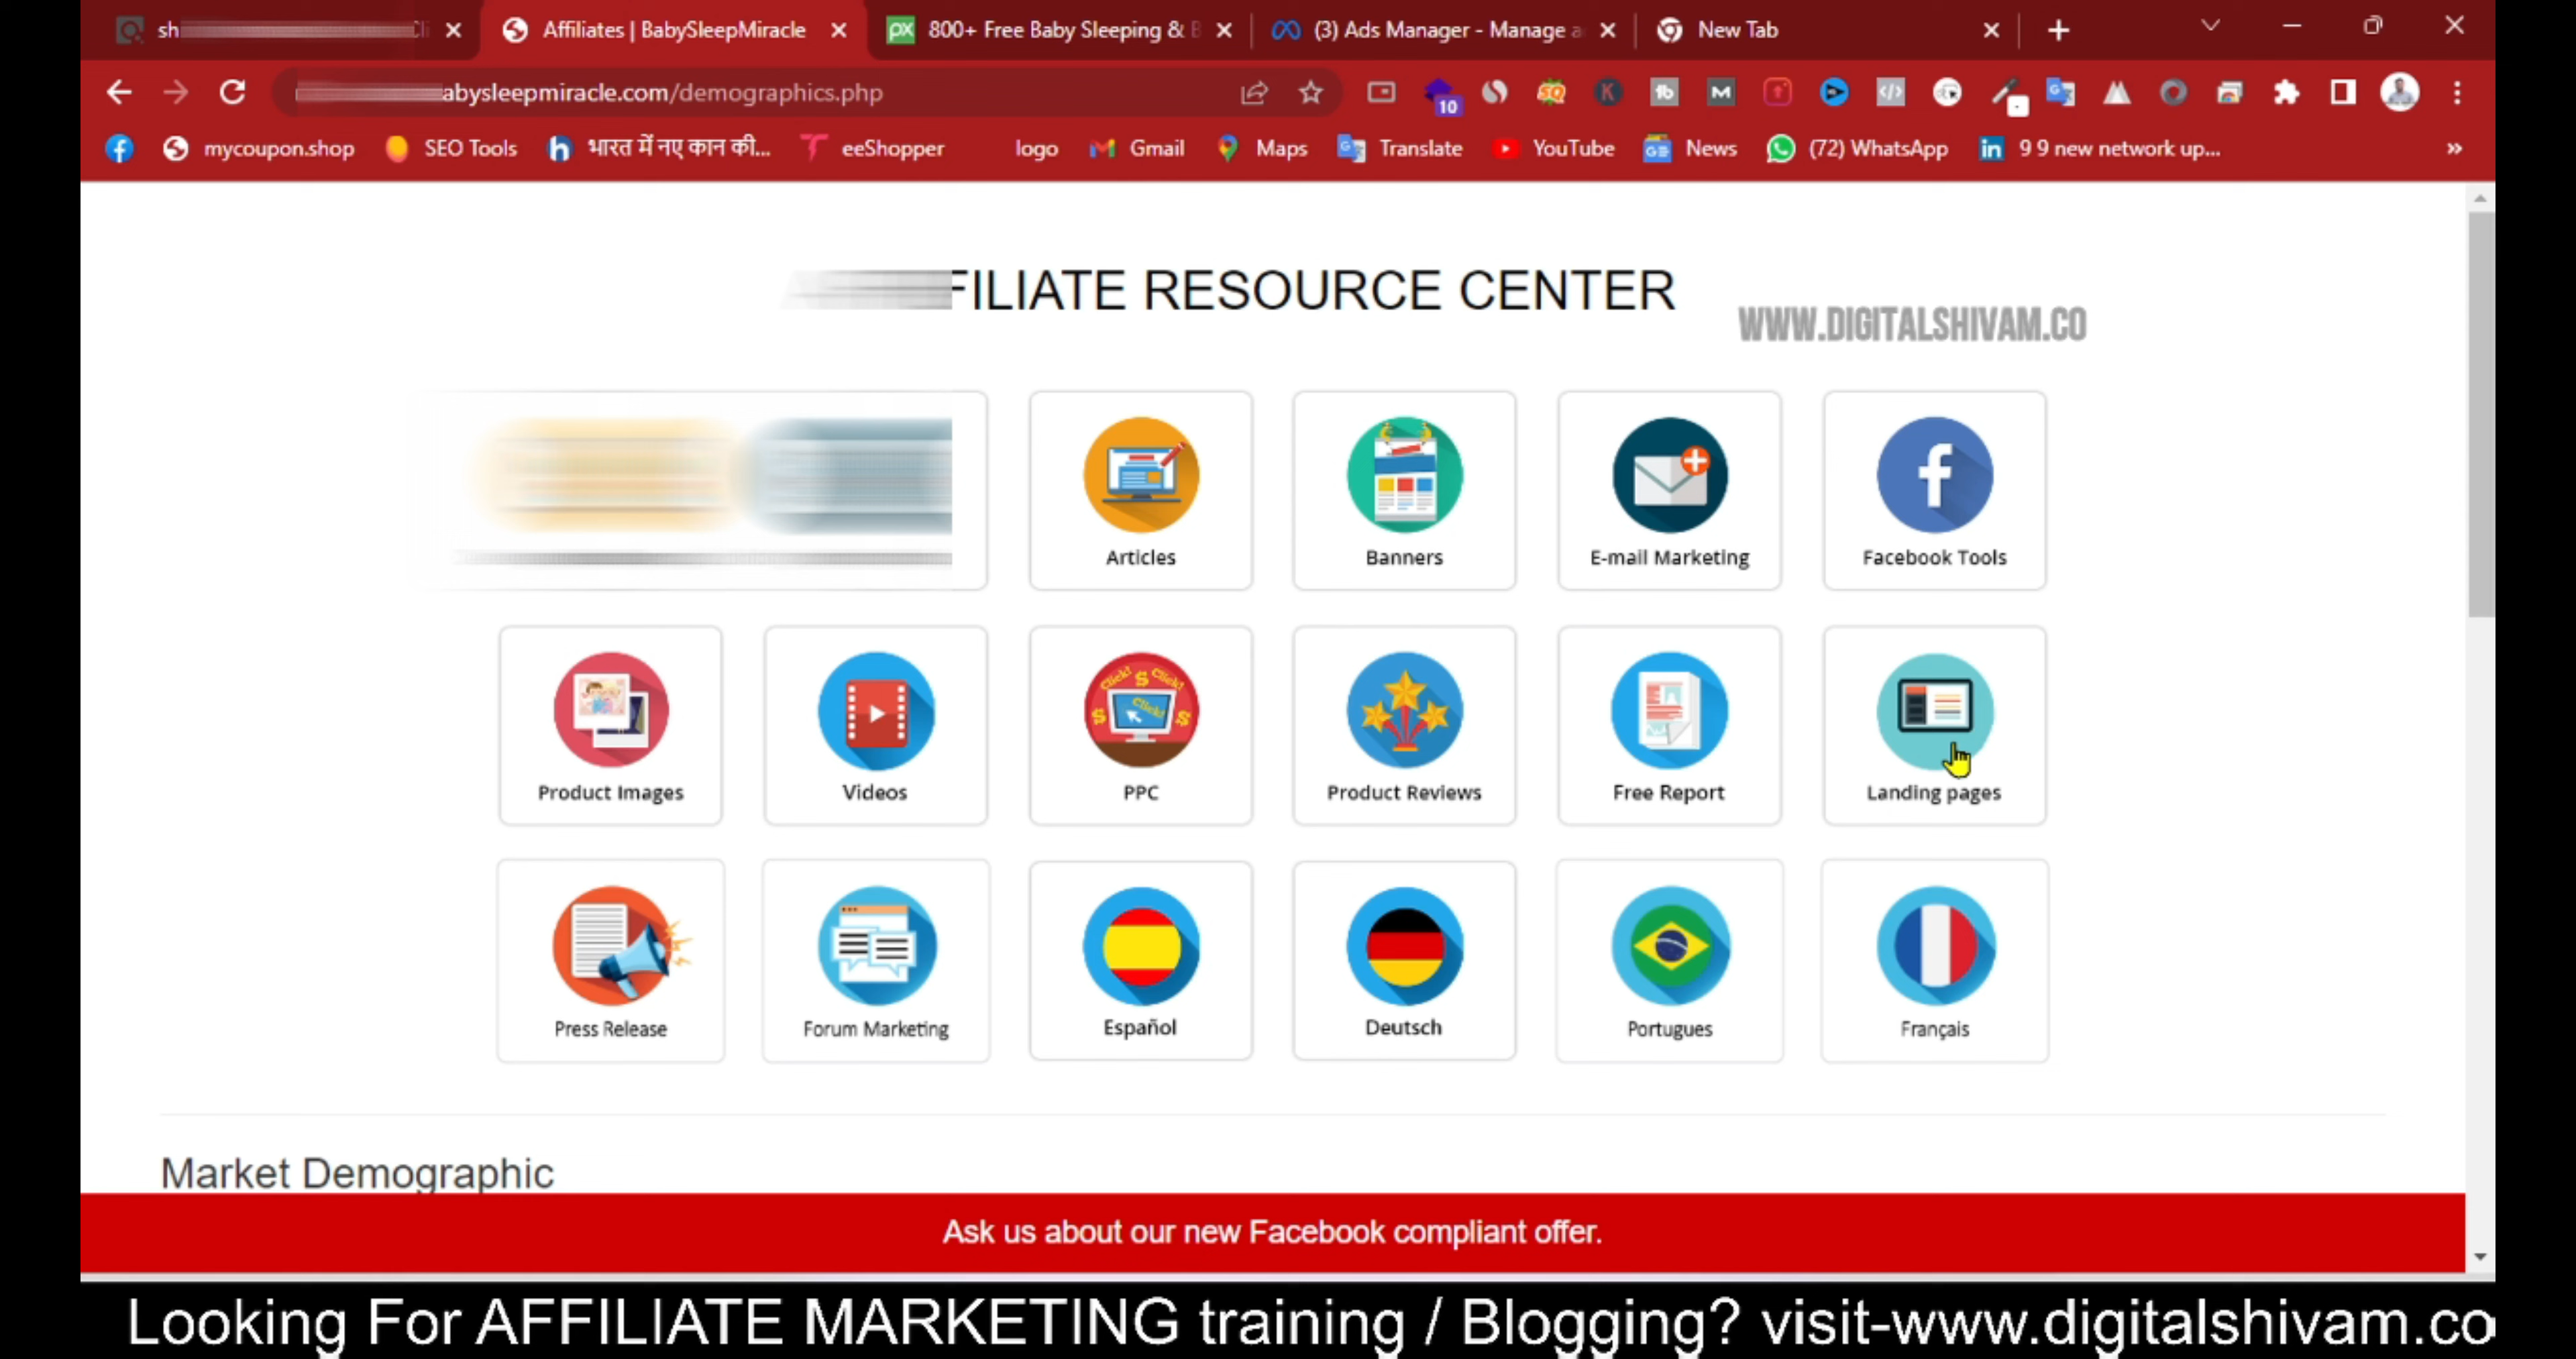 Affiliates | BabySleepMiracle
800+ Free Baby Sleeping &
(3) Ads Manager - Manage
New Tab
abysleepmiracle.com/demographics.php
10
mycoupon.shop
SEO Tools
भारत में नए कान की...
eeShopper
logo
Gmail
Maps
Translate
YouTube
News
(72) WhatsApp
9 9 new network up...
FILIATE RESOURCE CENTER
WWW.DIGITALSHIVAM.CO
Articles
Banners
E-mail Marketing
Facebook Tools
Click! Click!
Click!
Product Images
Videos
PPC
Product Reviews
Free Report
Landing pages
Press Release
Forum Marketing
Español
Deutsch
Portugues
Français
Market Demographic
Ask us about our new Facebook compliant offer.
Looking For AFFILIATE MARKETING training / Blogging? visit-www.digitalshivam.co